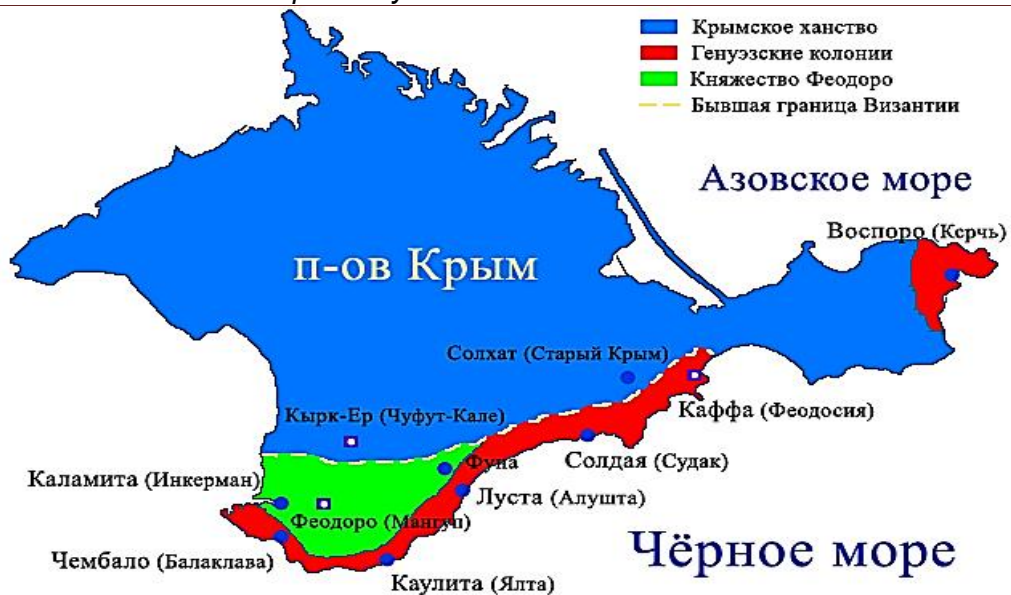 Крымское ханство
Генуэзские колонии
Княжество Феодоро
Бывшая граница Византии
Азовское море
Воспоро (Керчь)
п-ов Крым
Солхат (Старый Крым)
Каффа (Феодосия)
Кырк-Ер (Чуфут-Кале)
Солдая (Судак)
Фуна
Каламита (Инкерман)
Луста (Алушта)
Феодоро (Мангуп)
Чёрное море
Чембало (Балаклава)
Каулита (Ялта)